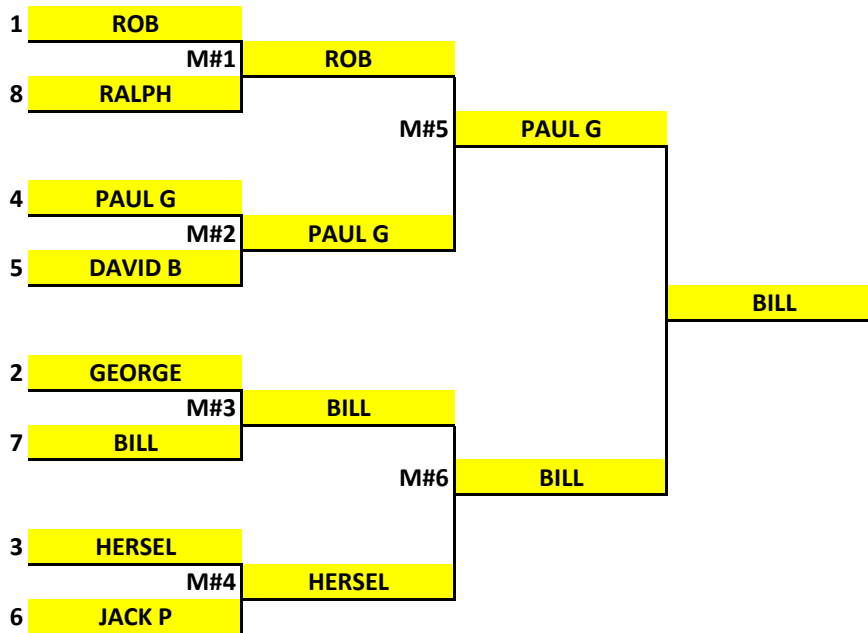 1 ROB
M#1 ROB
8 RALPH
M#5 PAUL G
4 PAUL G
M#2 PAUL G
5 DAVID B
BILL
2 GEORGE
M#3 BILL
7 BILL
M#6 BILL
3 HERSEL
M#4 HERSEL
6 JACK P